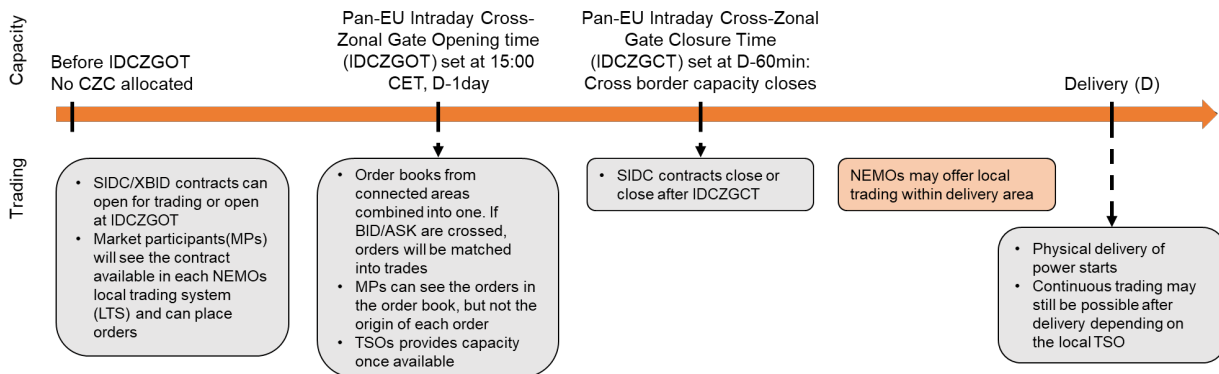 Capacity
Before IDCZGOT
No CZC allocated
Pan-EU Intraday Cross-
Zonal Gate Opening time
(IDCZGOT) set at 15:00
CET, D-1day
Pan-EU Intraday Cross-Zonal
Gate Closure Time
(IDCZGCT) set at D-60min:
Cross border capacity closes
Delivery (D)
Trading
• SIDC/XBID contracts can
open for trading or open
at IDCZGOT
• Market participants(MPs)
will see the contract
available in each NEMOs
local trading system
(LTS) and can place
orders
• Order books from
connected areas
combined into one. If
BID/ASK are crossed,
orders will be matched
into trades
• MPs can see the orders in
the order book, but not the
origin of each order
• TSOs provides capacity
once available
• SIDC contracts close or
close after IDCZGCT
NEMOs may offer local
trading within delivery area
• Physical delivery of
power starts
• Continuous trading may
still be possible after
delivery depending on
the local TSO